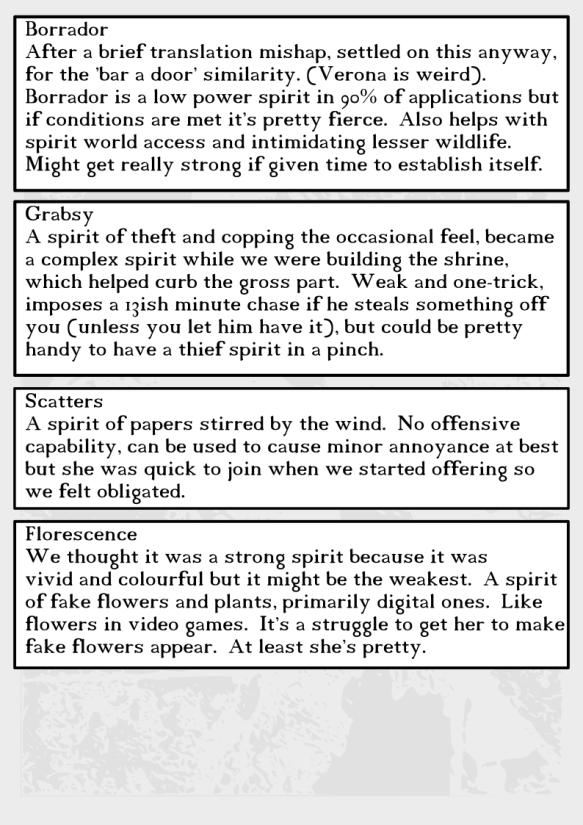 Borrador
After a brief translation mishap, settled on this anyway,
for the 'bar a door' similarity. (Verona is weird).
Borrador is a low power spirit in 90% of applications but
if conditions are met it's pretty fierce.  Also helps with
spirit world access and intimidating lesser wildlife.
Might get really strong if given time to establish itself.
Grabsy
A spirit of theft and copping the occasional feel, became
a complex spirit while we were building the shrine,
which helped curb the gross part.  Weak and one-trick,
imposes a 13ish minute chase if he steals something off
you (unless you let him have it), but could be pretty
handy to have a thief spirit in a pinch.
Scatters
A spirit of papers stirred by the wind.  No offensive
capability, can be used to cause minor annoyance at best
but she was quick to join when we started offering so
we felt obligated.
Florescence
We thought it was a strong spirit because it was
vivid and colourful but it might be the weakest.  A spirit
of fake flowers and plants, primarily digital ones.  Like
flowers in video games.  It's a struggle to get her to make
fake flowers appear.  At least she's pretty.